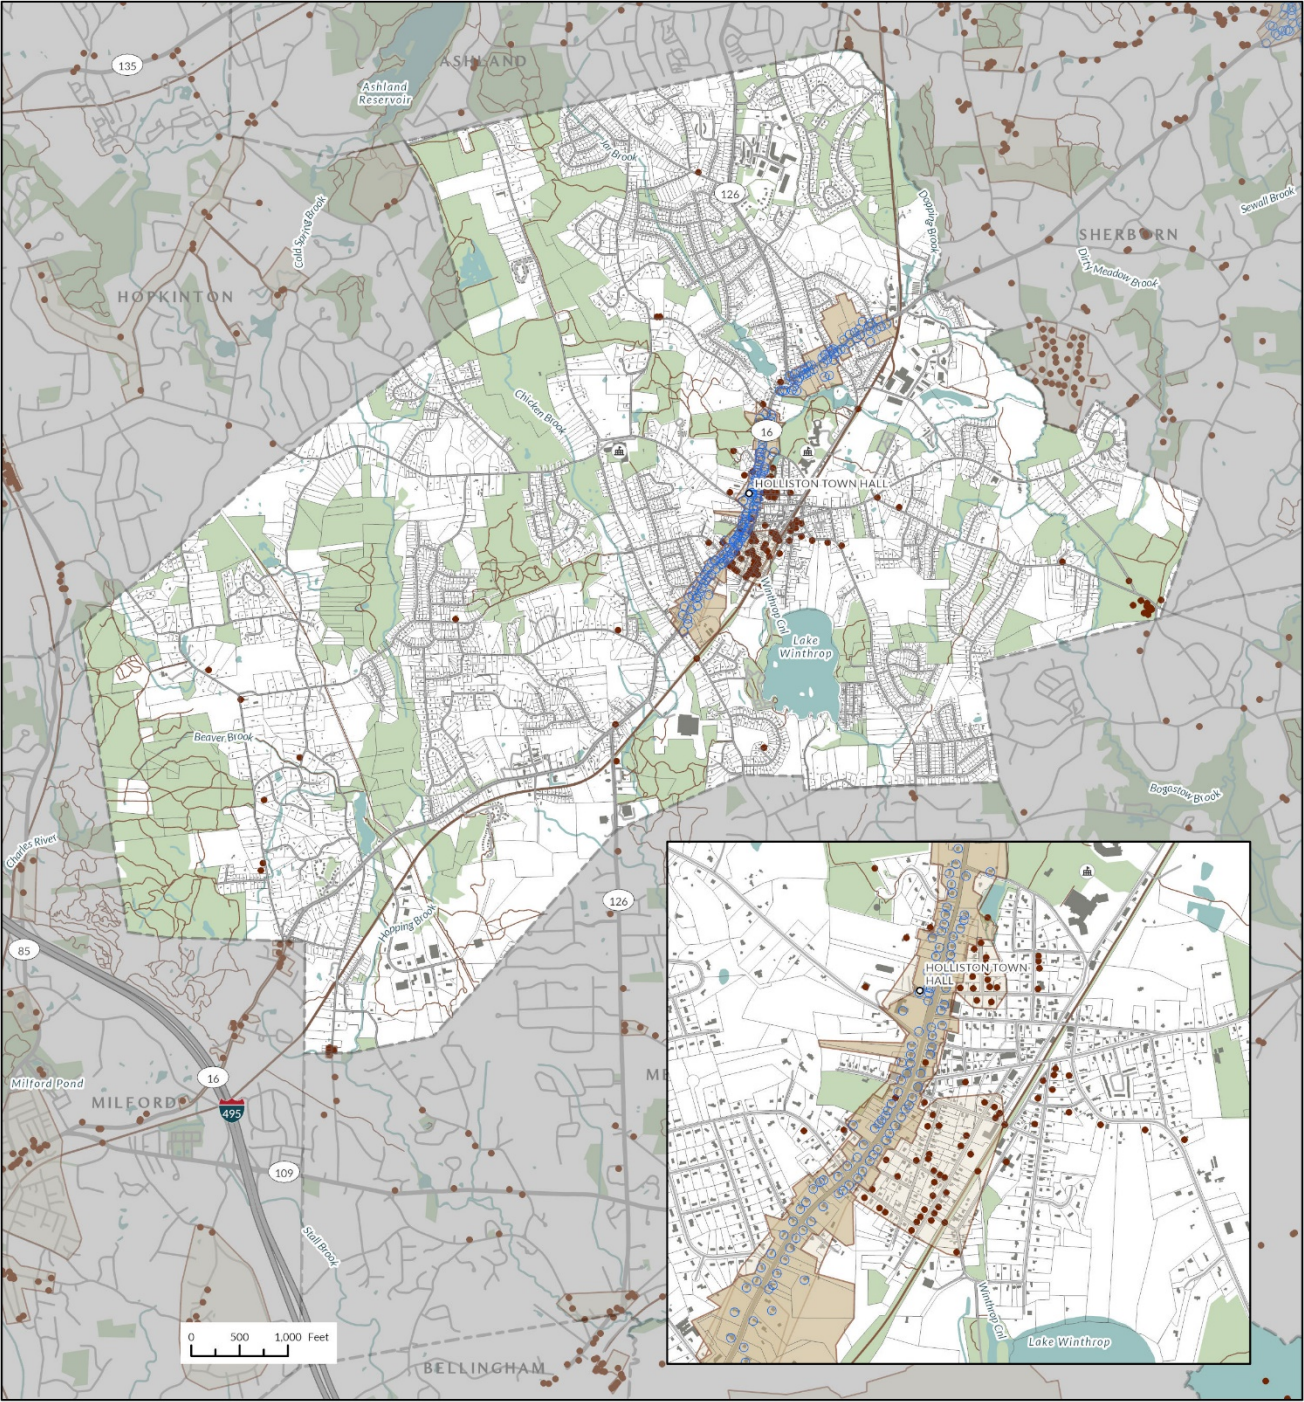 ASHLAND
135
Ashland
Reservoir
Jar Brook
126
Dopping Brook
Sewall Brook
Cold Spring Brook
SHERBORN
Dirty Meadow Brook
HOPKINTON
Chicken Brook
16
HOLLISTON TOWN HALL
Winthrop Cnl
Lake
Winthrop
Beaver Brook
Bogastow Brook
Charles River
126
Hopping Brook
85
HOLLISTON TOWN
HALL
16
Milford Pond
ME
MILFORD
495
109
Stall Brook
Winthrop Cnl
Lake Winthrop
0 500 1,000 Feet
BELLINGHAM